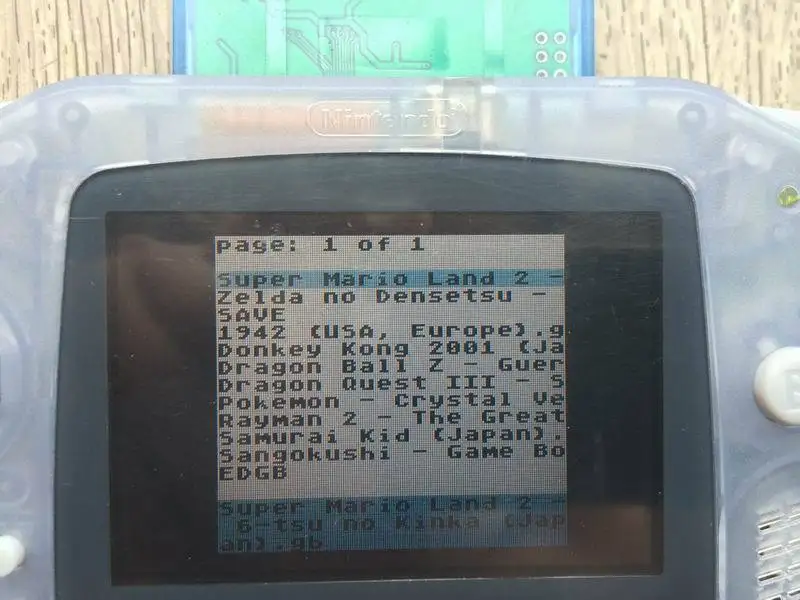 Nintendo
page: 1 of 1
Super Mario Land 2 -
Zelda no Densetsu -
SAVE
1942 (USA, Europe).g
Donkey Kong 2001 (Ja
Dragon Ball Z - Guer
Dragon Quest III - S
Pokemon - Crystal Ve
Rayman 2 - The Great
Samurai Kid (Japan).
Sangokushi - Game Bo
EDGB
Super Mario Land 2 -
6-tsu no Kinka (Jap
an).gb
B